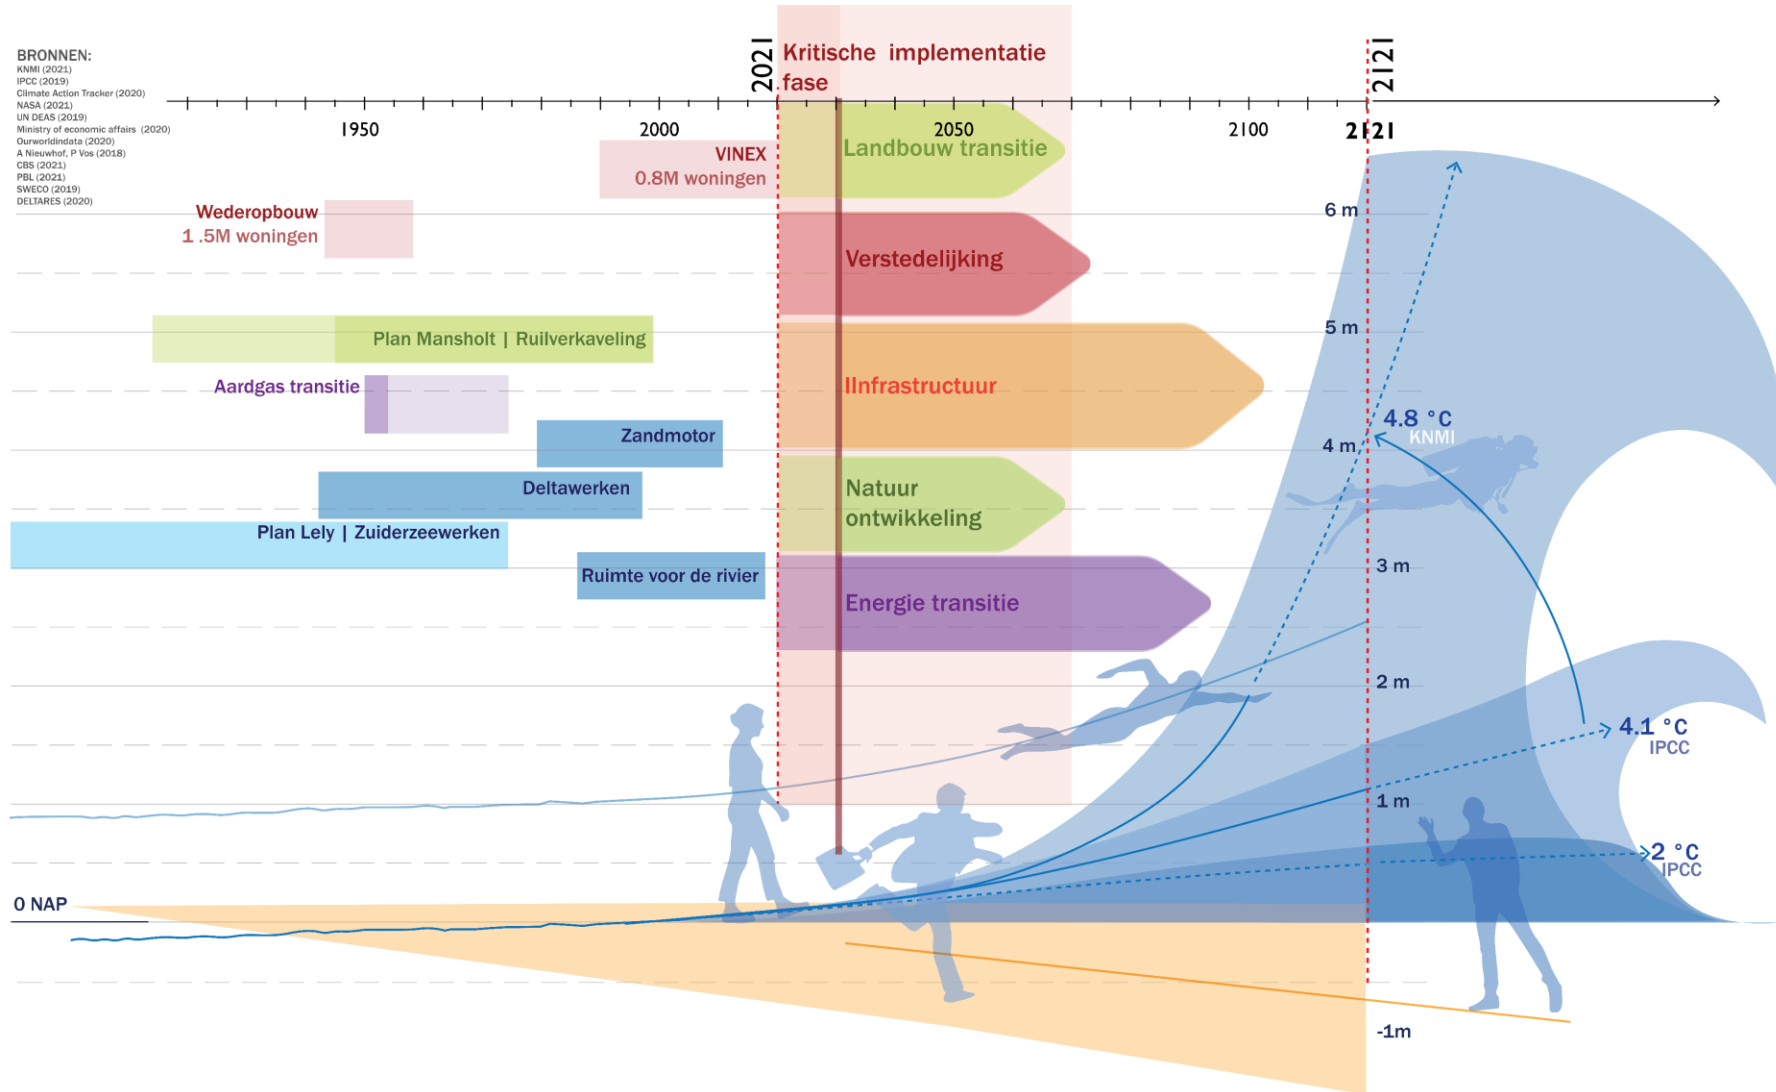 BRONNEN:
KNMI (2021)
IPCC (2019)
Climate Action Tracker (2020)
NASA (2021)
UN DEAS (2019)
Ministry of economic affairs (2020)
Ourworldindata (2020)
A Nieuwhof, P Vos (2018)
CBS (2021)
PBL (2021)
SWECO (2019)
DELTARES (2020)
2021
Kritische implementatie
fase
2121
1950
2000
2050
2100
2121
VINEX
0.8M woningen
Landbouw transitie
Wederopbouw
1 .5M woningen
6 m
Verstedelijking
5 m
Plan Mansholt | Ruilverkaveling
Aardgas transitie
IInfrastructuur
4.8 °C
KNMI
Zandmotor
4 m
Deltawerken
Natuur
ontwikkeling
Plan Lely | Zuiderzeewerken
3 m
Ruimte voor de rivier
Energie transitie
2 m
4.1 °C
IPCC
1 m
2 °C
IPCC
0 NAP
-1m